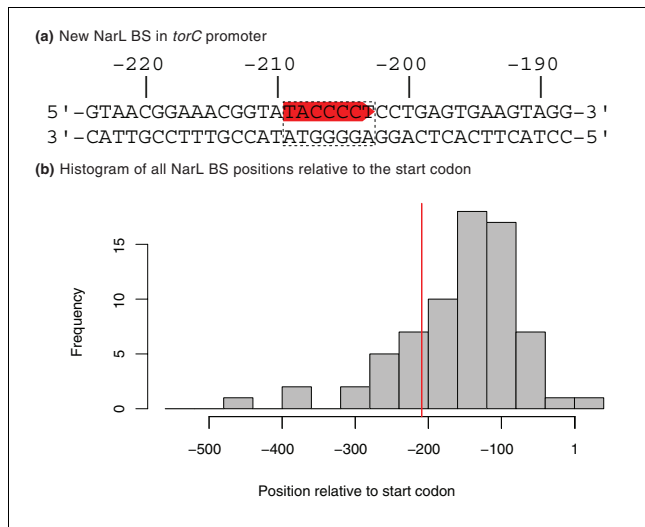 (a) New NarL BS in torC promoter
-220 -210 -200 -190
5'-GTAACGGAAACGGTATACCCCTCCTGAGTGAAGTAGG-3'
3'-CATTGCCTTTGCCATATGGGGAGGACTCACTTCATCC-5'
(b) Histogram of all NarL BS positions relative to the start codon
15
10
5
0
Frequency
-500 -400 -300 -200 -100 1
Position relative to start codon